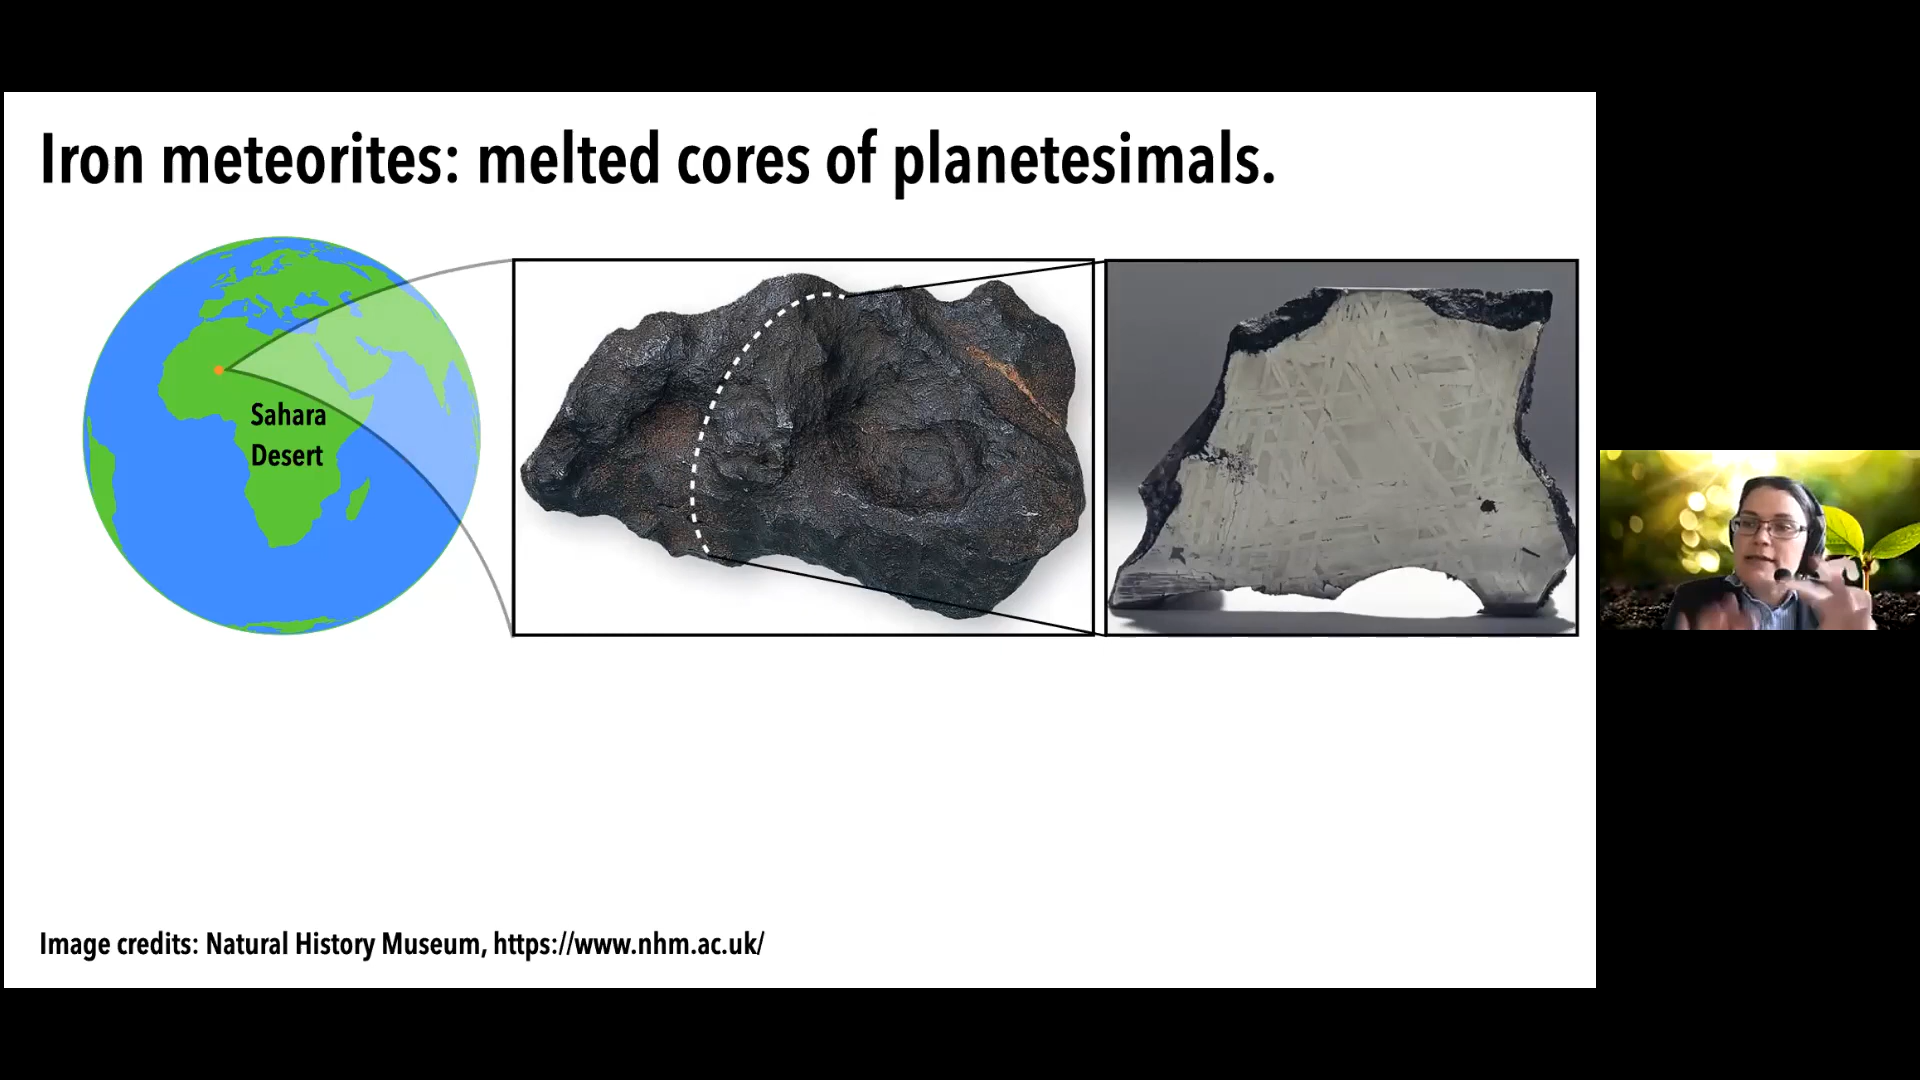 Iron meteorites: melted cores of planetesimals.
Sahara
Desert
Image credits: Natural History Museum, https://www.nhm.ac.uk/